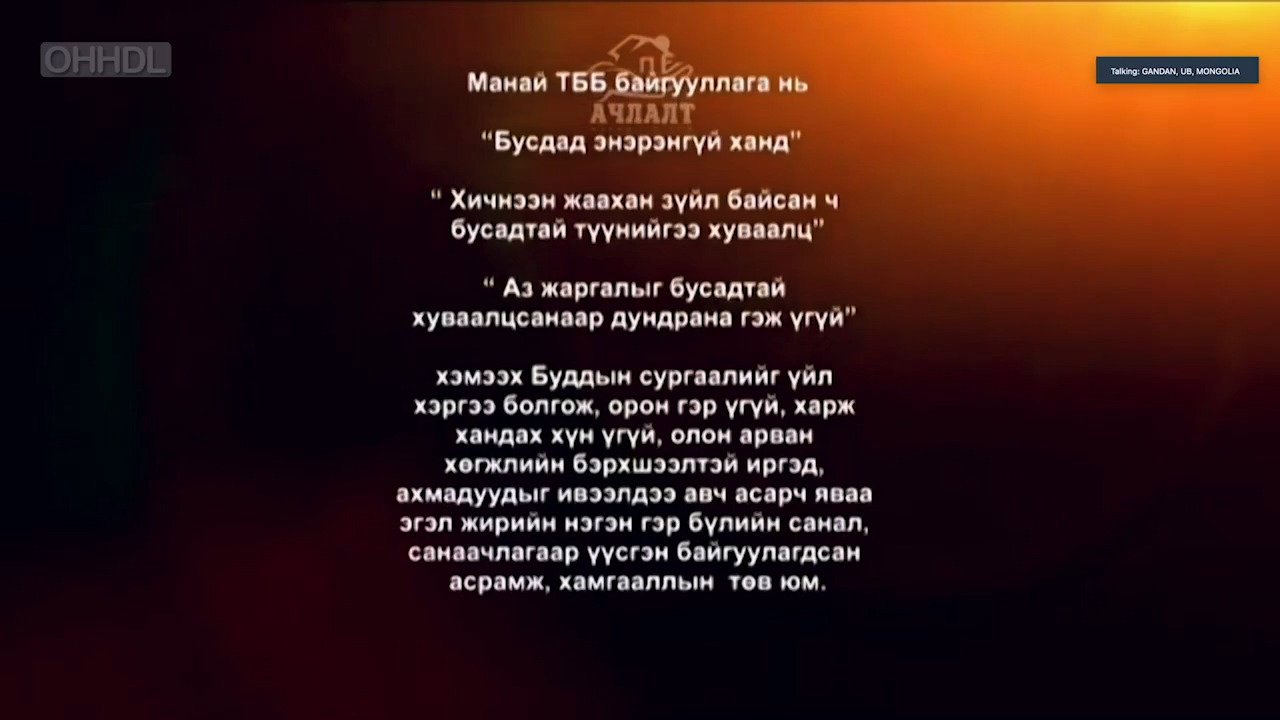 OHHDL
Talking: GANDAN, UB, MONGOLIA
Манай ТББ байгууллага нь
АЧЛАЛТ
“Бусдад энэрэнгүй ханд”
“ Хичнээн жаахан зүйл байсан ч
бусадтай түүнийгээ хуваалц”
“ Аз жаргалыг бусадтай
хуваалцсанаар дундрана гэж үгүй”
хэмээх Буддын сургаалийг үйл
хэргээ болгож, орон гэр үгүй, харж
хандах хүн үгүй, олон арван
хөгжлийн бэрхшээлтэй иргэд,
ахмадуудыг ивээлдээ авч асарч яваа
эгэл жирийн нэгэн гэр бүлийн санал,
санаачлагаар үүсгэн байгуулагдсан
асрамж, хамгааллын төв юм.